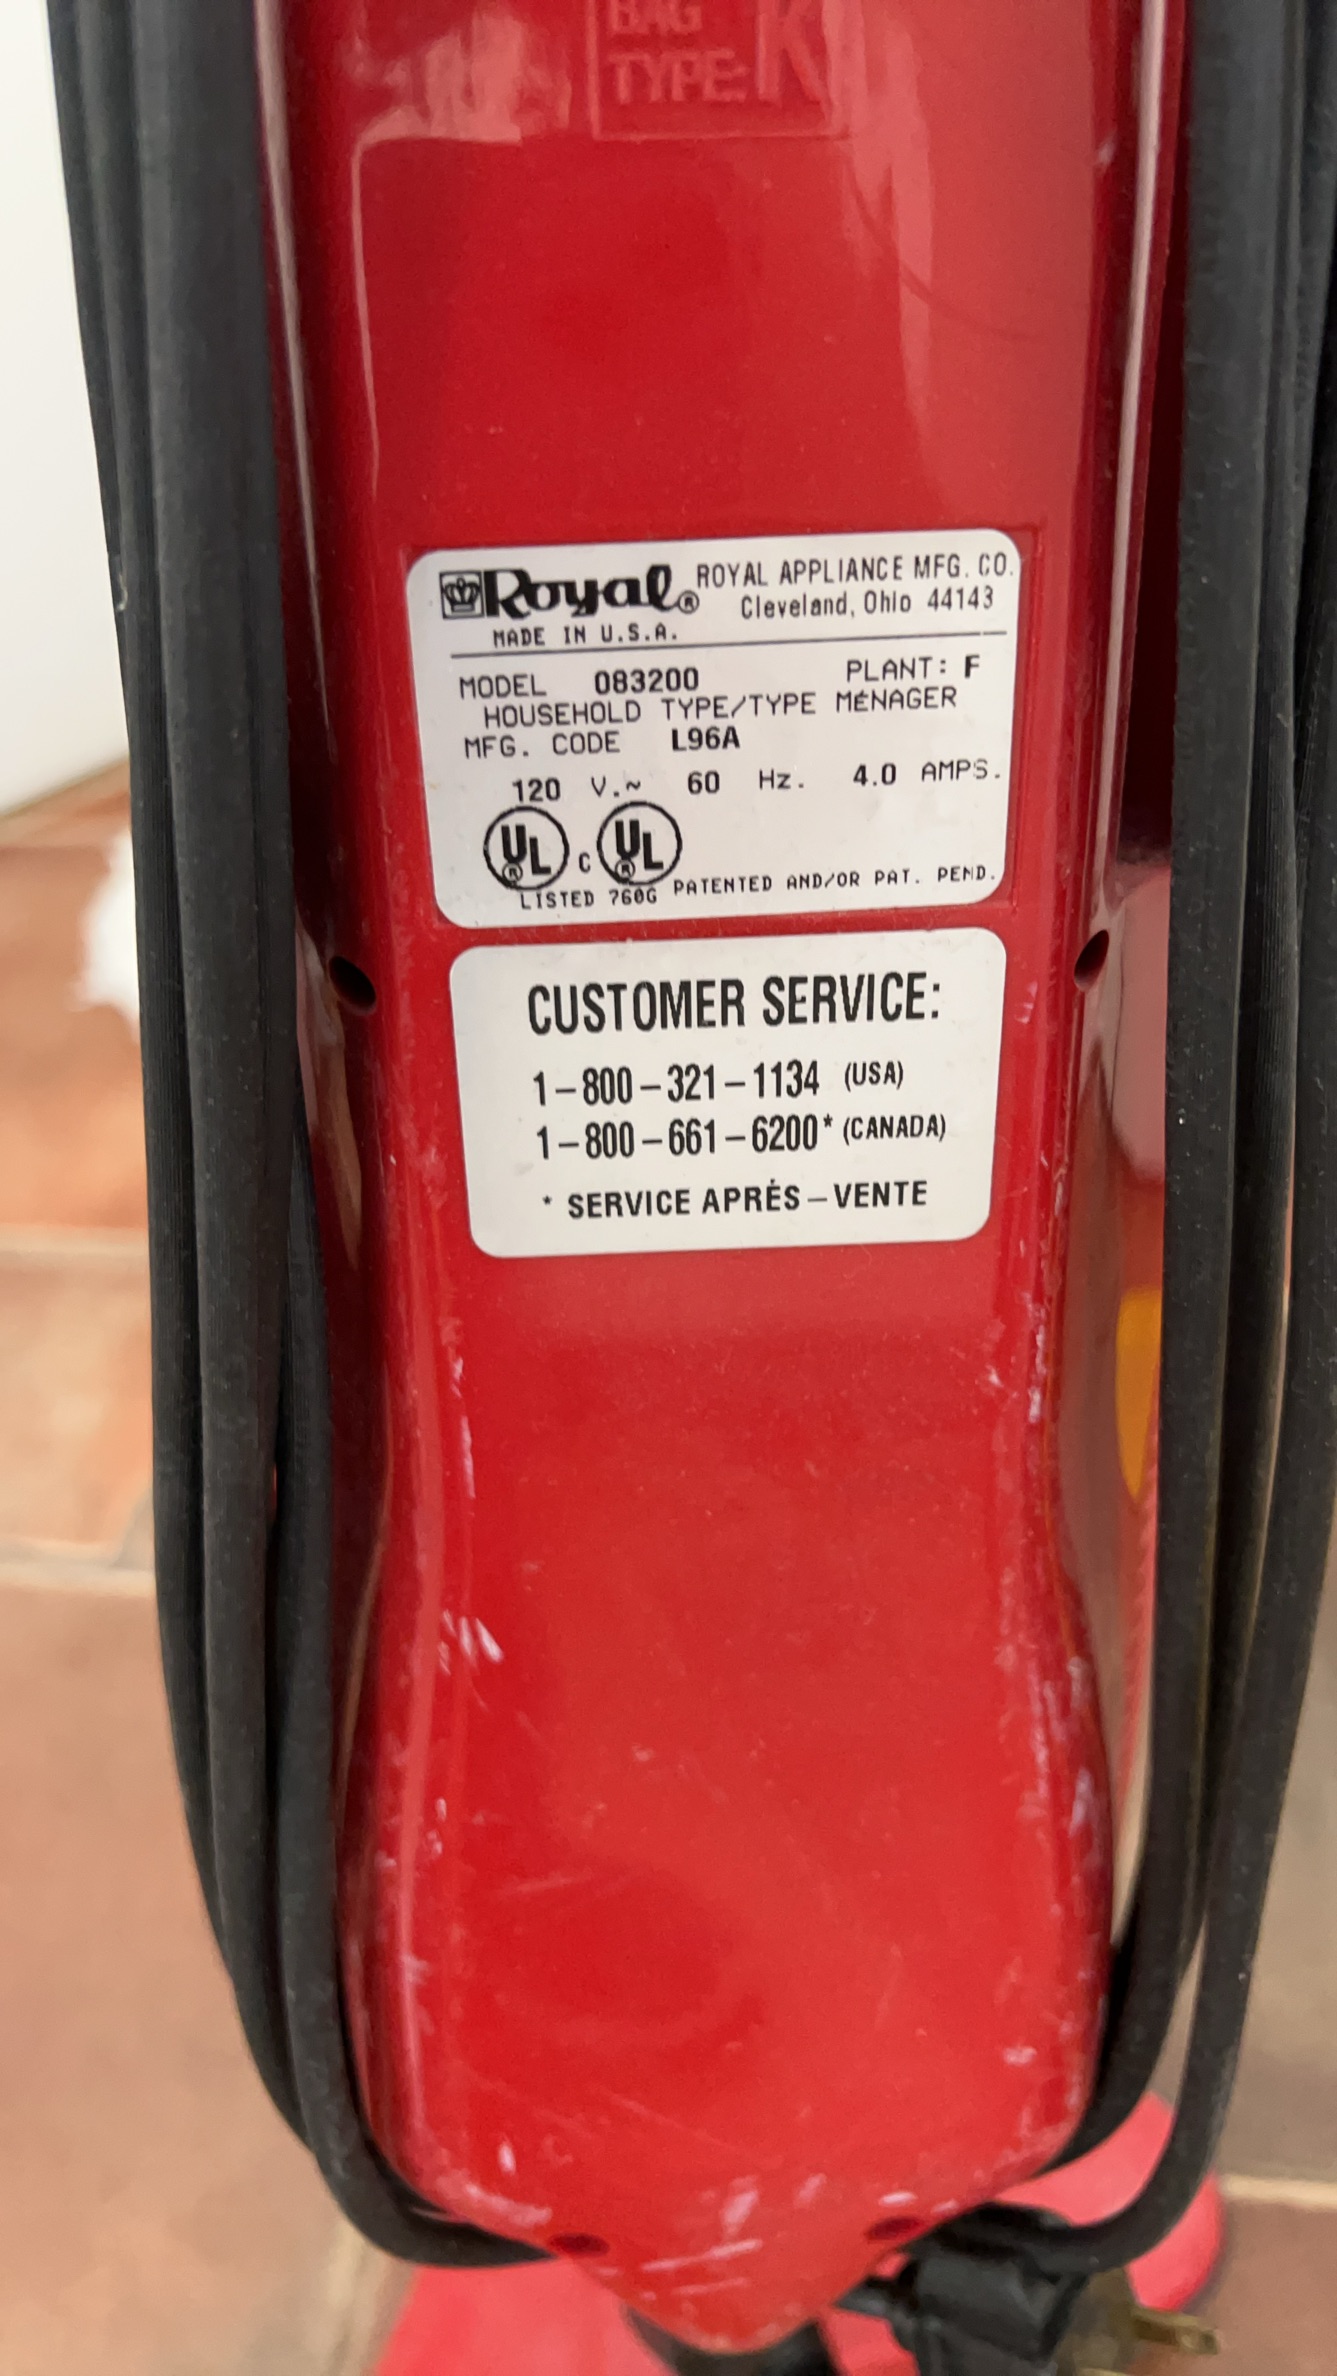 BAG
TYPE: K
Royal® ROYAL APPLIANCE MFG. CO.
Cleveland, Ohio 44143
MADE IN U.S.A.
MODEL 083200 PLANT: F
HOUSEHOLD TYPE/TYPE MÉNAGER
MFG. CODE L96A
120 V.~ 60 Hz. 4.0 AMPS.
UL® C UL®
LISTED 760G PATENTED AND/OR PAT. PEND.
CUSTOMER SERVICE:
1-800-321-1134 (USA)
1-800-661-6200* (CANADA)
* SERVICE APRÉS-VENTE